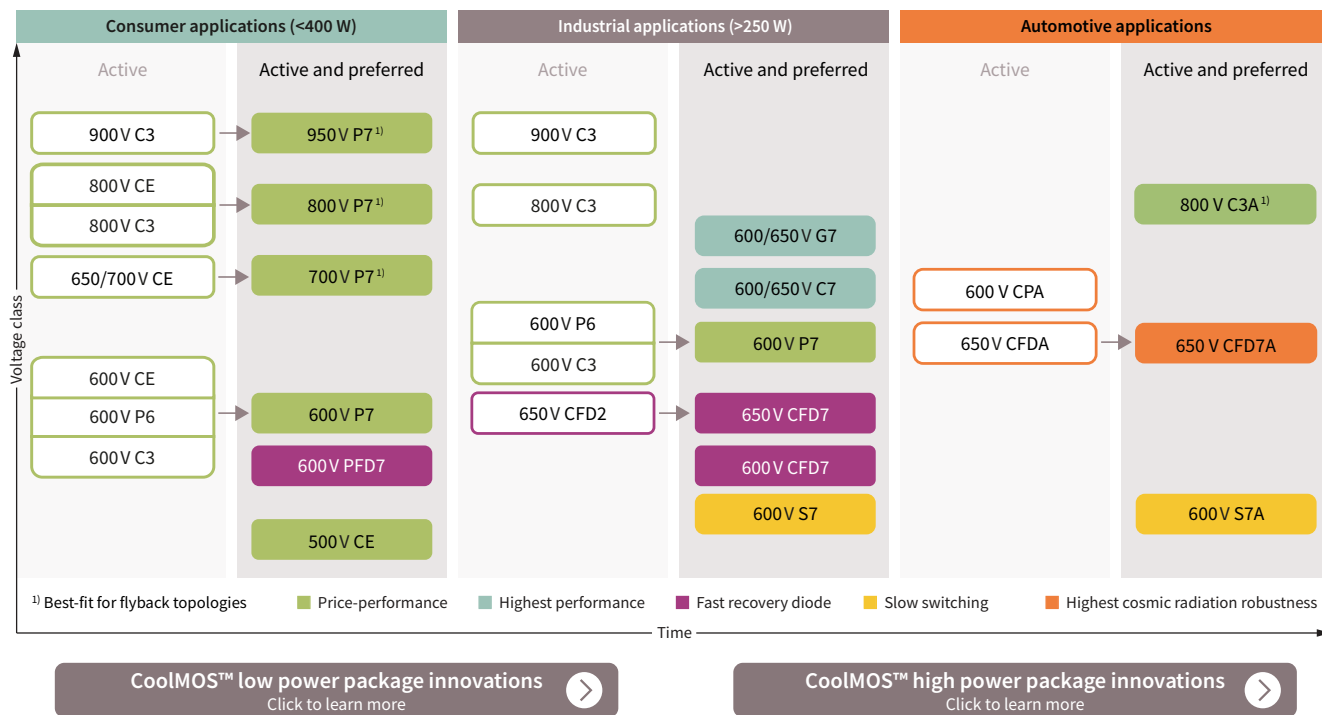 Consumer applications (<400 W)
Industrial applications (>250 W)
Automotive applications
Active
Active and preferred
Active
Active and preferred
Active
Active and preferred
Voltage class
900 V C3
950 V P7 1)
800 V CE
800 V C3
800 V P7 1)
650/700 V CE
700 V P7 1)
600 V CE
600 V P6
600 V C3
600 V P7
600 V PFD7
500 V CE
900 V C3
800 V C3
600/650 V G7
600/650 V C7
600 V P6
600 V C3
600 V P7
650 V CFD2
650 V CFD7
600 V CFD7
600 V S7
800 V C3A 1)
600 V CPA
650 V CFDA
650 V CFD7A
600 V S7A
1) Best-fit for flyback topologies
Price-performance
Highest performance
Fast recovery diode
Slow switching
Highest cosmic radiation robustness
Time
CoolMOS™ low power package innovations
Click to learn more
CoolMOS™ high power package innovations
Click to learn more